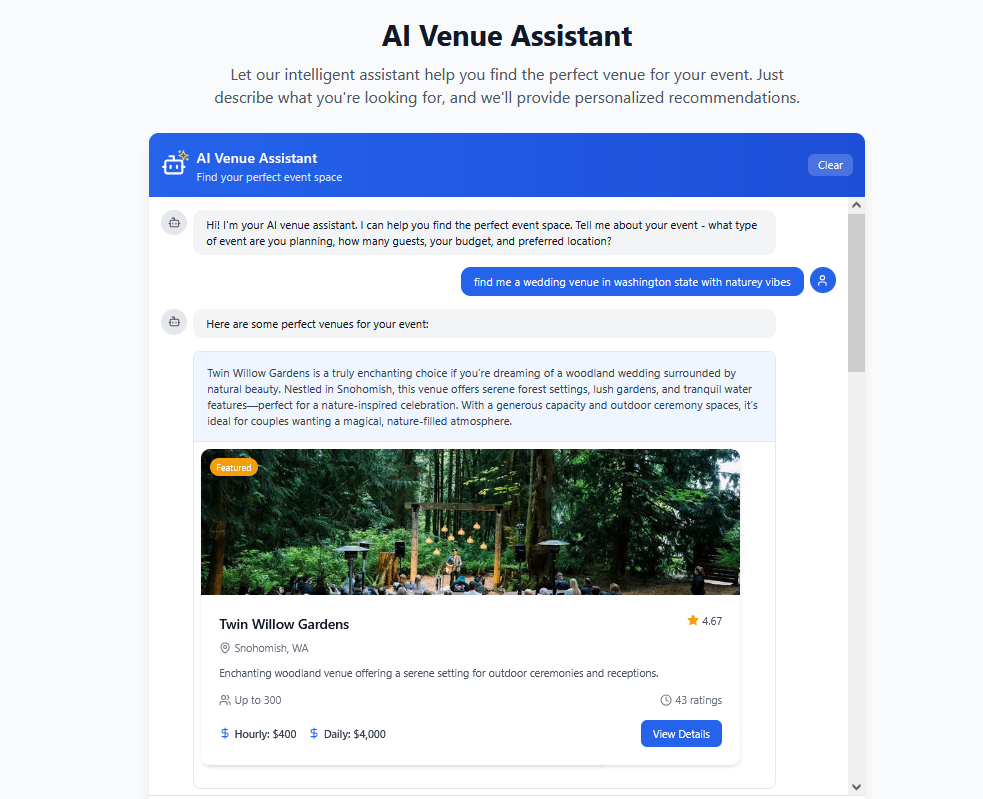 AI Venue Assistant
Let our intelligent assistant help you find the perfect venue for your event. Just
describe what you're looking for, and we'll provide personalized recommendations.
AI Venue Assistant
Find your perfect event space
Clear
Hi! I'm your AI venue assistant. I can help you find the perfect event space. Tell me about your event - what type
of event are you planning, how many guests, your budget, and preferred location?
find me a wedding venue in washington state with naturey vibes
Here are some perfect venues for your event:
Twin Willow Gardens is a truly enchanting choice if you're dreaming of a woodland wedding surrounded by
natural beauty. Nestled in Snohomish, this venue offers serene forest settings, lush gardens, and tranquil water
features—perfect for a nature-inspired celebration. With a generous capacity and outdoor ceremony spaces, it's
ideal for couples wanting a magical, nature-filled atmosphere.
Featured
Twin Willow Gardens
4.67
Snohomish, WA
Enchanting woodland venue offering a serene setting for outdoor ceremonies and receptions.
Up to 300
43 ratings
$ Hourly: $400 $ Daily: $4,000
View Details